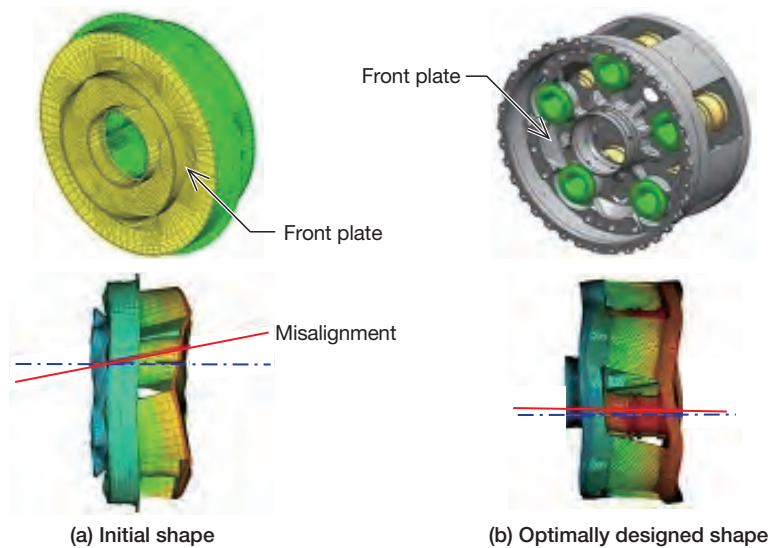 Front plate
Front plate
Misalignment
(a) Initial shape
(b) Optimally designed shape